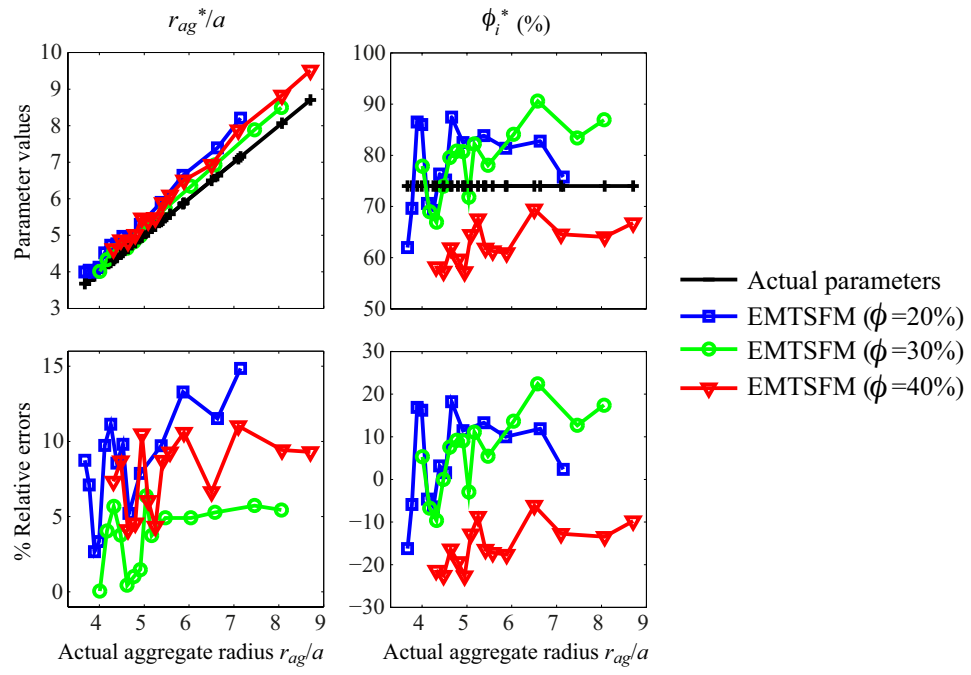 r_ag*/a
ϕ_i* (%)
Parameter values
10
9
8
7
6
5
4
3
100
90
80
70
60
50
Actual parameters
EMTSFM (ϕ=20%)
EMTSFM (ϕ=30%)
EMTSFM (ϕ=40%)
% Relative errors
15
10
5
0
30
20
10
0
−10
−20
−30
4 5 6 7 8 9
4 5 6 7 8 9
Actual aggregate radius r_ag/a
Actual aggregate radius r_ag/a